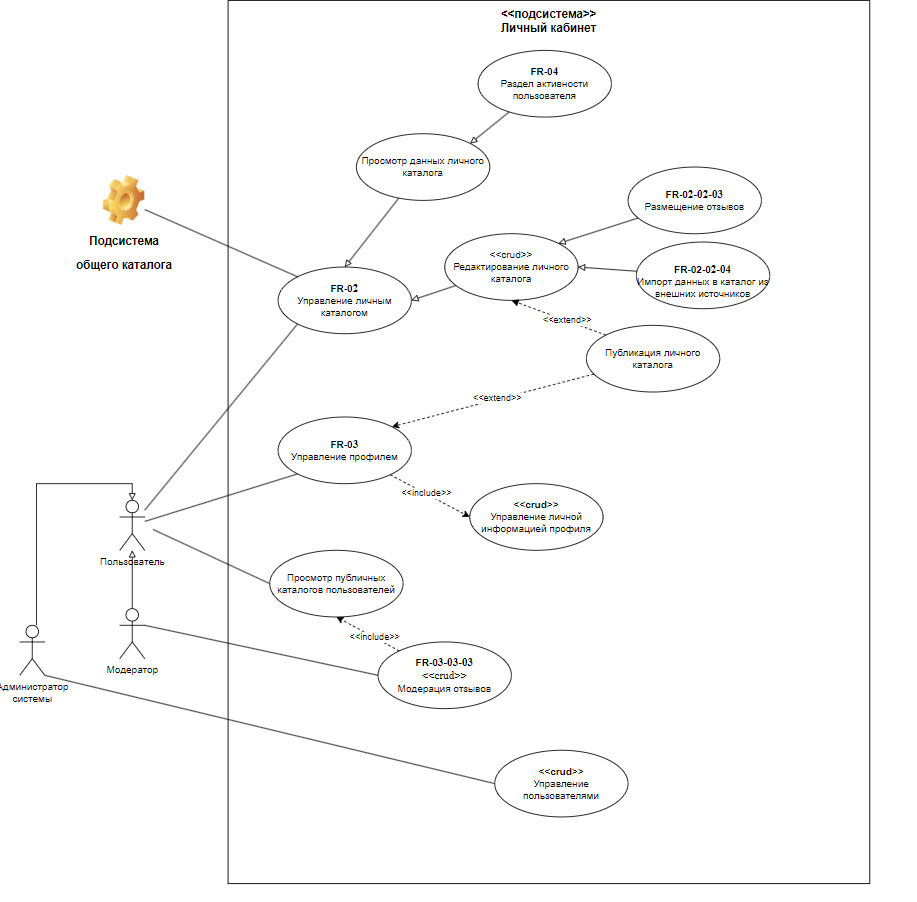 <<подсистема>>
Личный кабинет
FR-04
Раздел активности
пользователя
Просмотр данных личного
каталога
FR-02-02-03
Размещение отзывов
Подсистема
общего каталога
<<crud>>
Редактирование личного
каталога
FR-02-02-04
Импорт данных в каталог из
внешних источников
FR-02
Управление личным
каталогом
<<extend>>
Публикация личного
каталога
<<extend>>
FR-03
Управление профилем
<<include>>
<<crud>>
Управление личной
информацией профиля
Пользователь
Просмотр публичных
каталогов пользователей
<<include>>
FR-03-03-03
<<crud>>
Модерация отзывов
Модератор
Администратор
системы
<<crud>>
Управление
пользователями